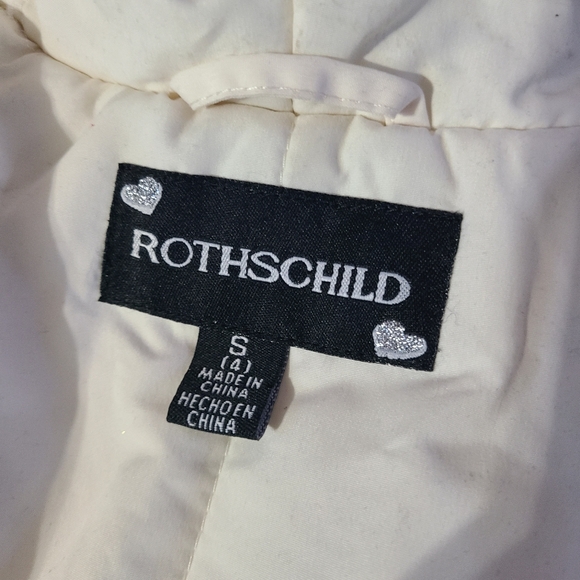 ROTHSCHILD
S
(4)
MADE IN
CHINA
HECHO EN
CHINA